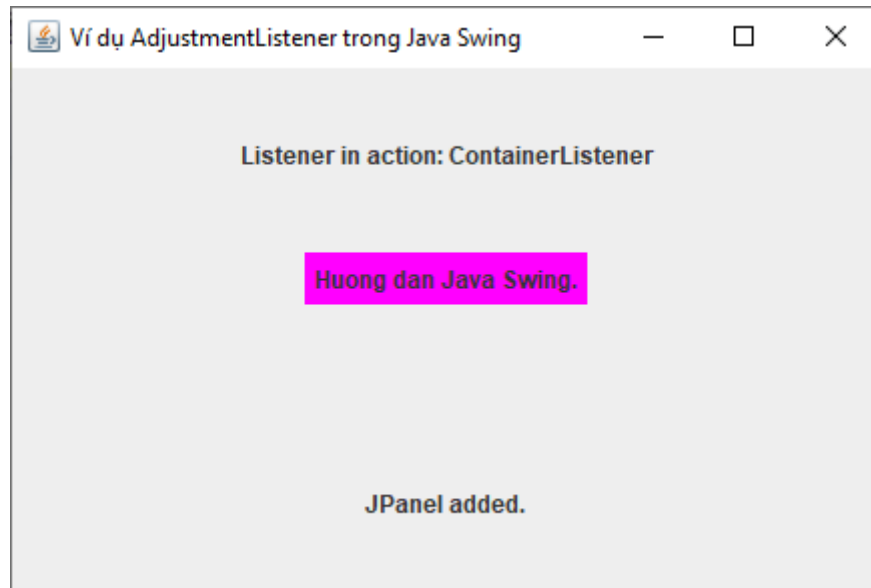 Ví dụ AdjustmentListener trong Java Swing
Listener in action: ContainerListener
Huong dan Java Swing.
JPanel added.